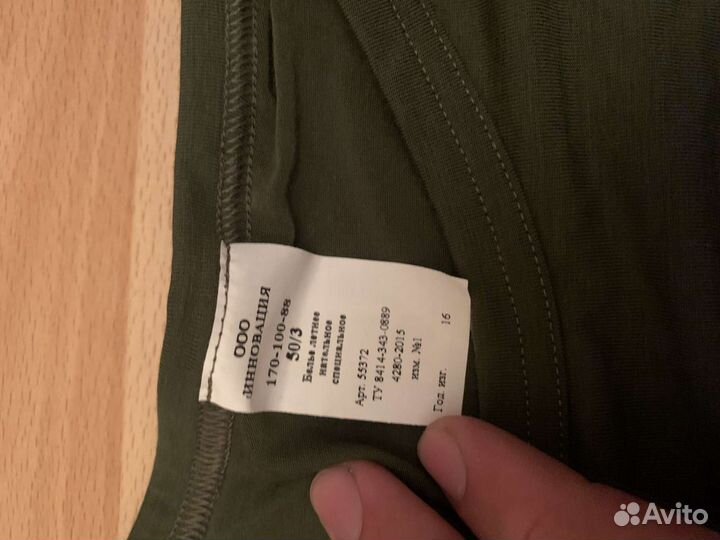 ООО
ИННОВАЦИЯ
170-100-88
50/3
Белье летнее
нательное
специальное
Арт. 55372
ТУ 8414-343-0889
4280-2015
изм. №1
Год. изг. 16
Avito